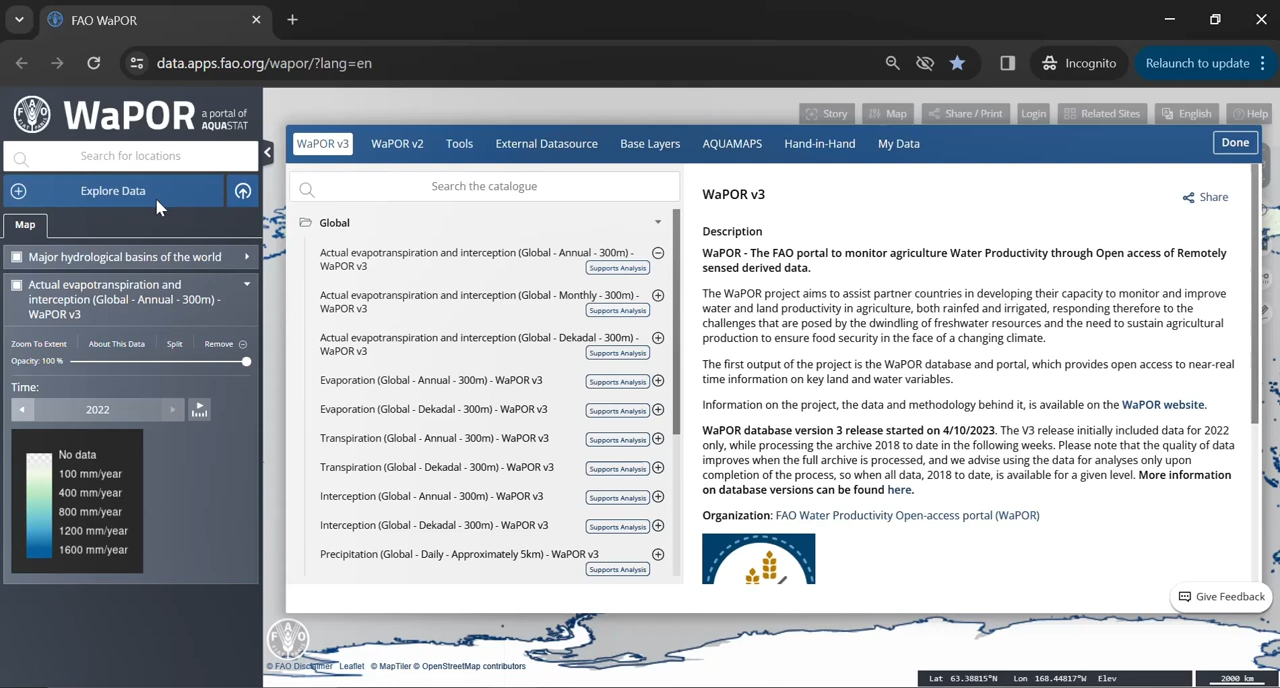 FAO WaPOR
data.apps.fao.org/wapor/?lang=en
Incognito
Relaunch to update
WaPOR
a portal of
AQUASTAT
Story
Map
Share / Print
Login
Related Sites
English
Help
Search for locations
Explore Data
Map
Major hydrological basins of the world
Actual evapotranspiration and
interception (Global - Annual - 300m) -
WaPOR v3
Zoom To Extent
About This Data
Split
Remove
Opacity: 100 %
Time:
2022
No data
100 mm/year
400 mm/year
800 mm/year
1200 mm/year
1600 mm/year
WaPOR v3
WaPOR v2
Tools
External Datasource
Base Layers
AQUAMAPS
Hand-in-Hand
My Data
Done
Search the catalogue
Global
Actual evapotranspiration and interception (Global - Annual - 300m) -
WaPOR v3
Supports Analysis
Actual evapotranspiration and interception (Global - Monthly - 300m) -
WaPOR v3
Supports Analysis
Actual evapotranspiration and interception (Global - Dekadal - 300m) -
WaPOR v3
Supports Analysis
Evaporation (Global - Annual - 300m) - WaPOR v3
Supports Analysis
Evaporation (Global - Dekadal - 300m) - WaPOR v3
Supports Analysis
Transpiration (Global - Annual - 300m) - WaPOR v3
Supports Analysis
Transpiration (Global - Dekadal - 300m) - WaPOR v3
Supports Analysis
Interception (Global - Annual - 300m) - WaPOR v3
Supports Analysis
Interception (Global - Dekadal - 300m) - WaPOR v3
Supports Analysis
Precipitation (Global - Daily - Approximately 5km) - WaPOR v3
Supports Analysis
WaPOR v3
Share
Description
WaPOR - The FAO portal to monitor agriculture Water Productivity through Open access of Remotely
sensed derived data.
The WaPOR project aims to assist partner countries in developing their capacity to monitor and improve
water and land productivity in agriculture, both rainfed and irrigated, responding therefore to the
challenges that are posed by the dwindling of freshwater resources and the need to sustain agricultural
production to ensure food security in the face of a changing climate.
The first output of the project is the WaPOR database and portal, which provides open access to near-real
time information on key land and water variables.
Information on the project, the data and methodology behind it, is available on the WaPOR website.
WaPOR database version 3 release started on 4/10/2023. The V3 release initially included data for 2022
only, while processing the archive 2018 to date in the following weeks. Please note that the quality of data
improves when the full archive is processed, and we advise using the data for analyses only upon
completion of the process, so when all data, 2018 to date, is available for a given level. More information
on database versions can be found here.
Organization: FAO Water Productivity Open-access portal (WaPOR)
Give Feedback
© FAO Disclaimer Leaflet © MapTiler © OpenStreetMap contributors
Lat 63.38815°N Lon 168.44817°W Elev
2000 km